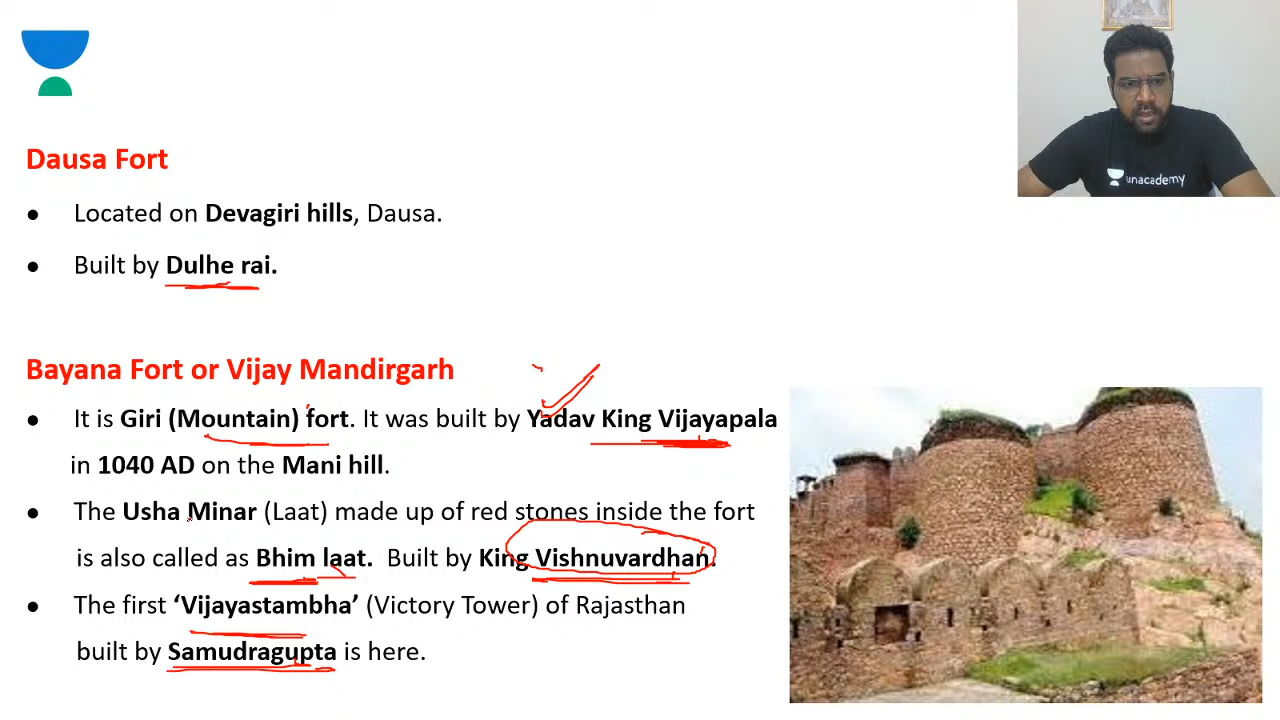 unacademy
Dausa Fort
● Located on Devagiri hills, Dausa.
● Built by Dulhe rai.
Bayana Fort or Vijay Mandirgarh
● It is Giri (Mountain) fort. It was built by Yadav King Vijayapala
in 1040 AD on the Mani hill.
● The Usha Minar (Laat) made up of red stones inside the fort
is also called as Bhim laat. Built by King Vishnuvardhan.
● The first ‘Vijayastambha’ (Victory Tower) of Rajasthan
built by Samudragupta is here.